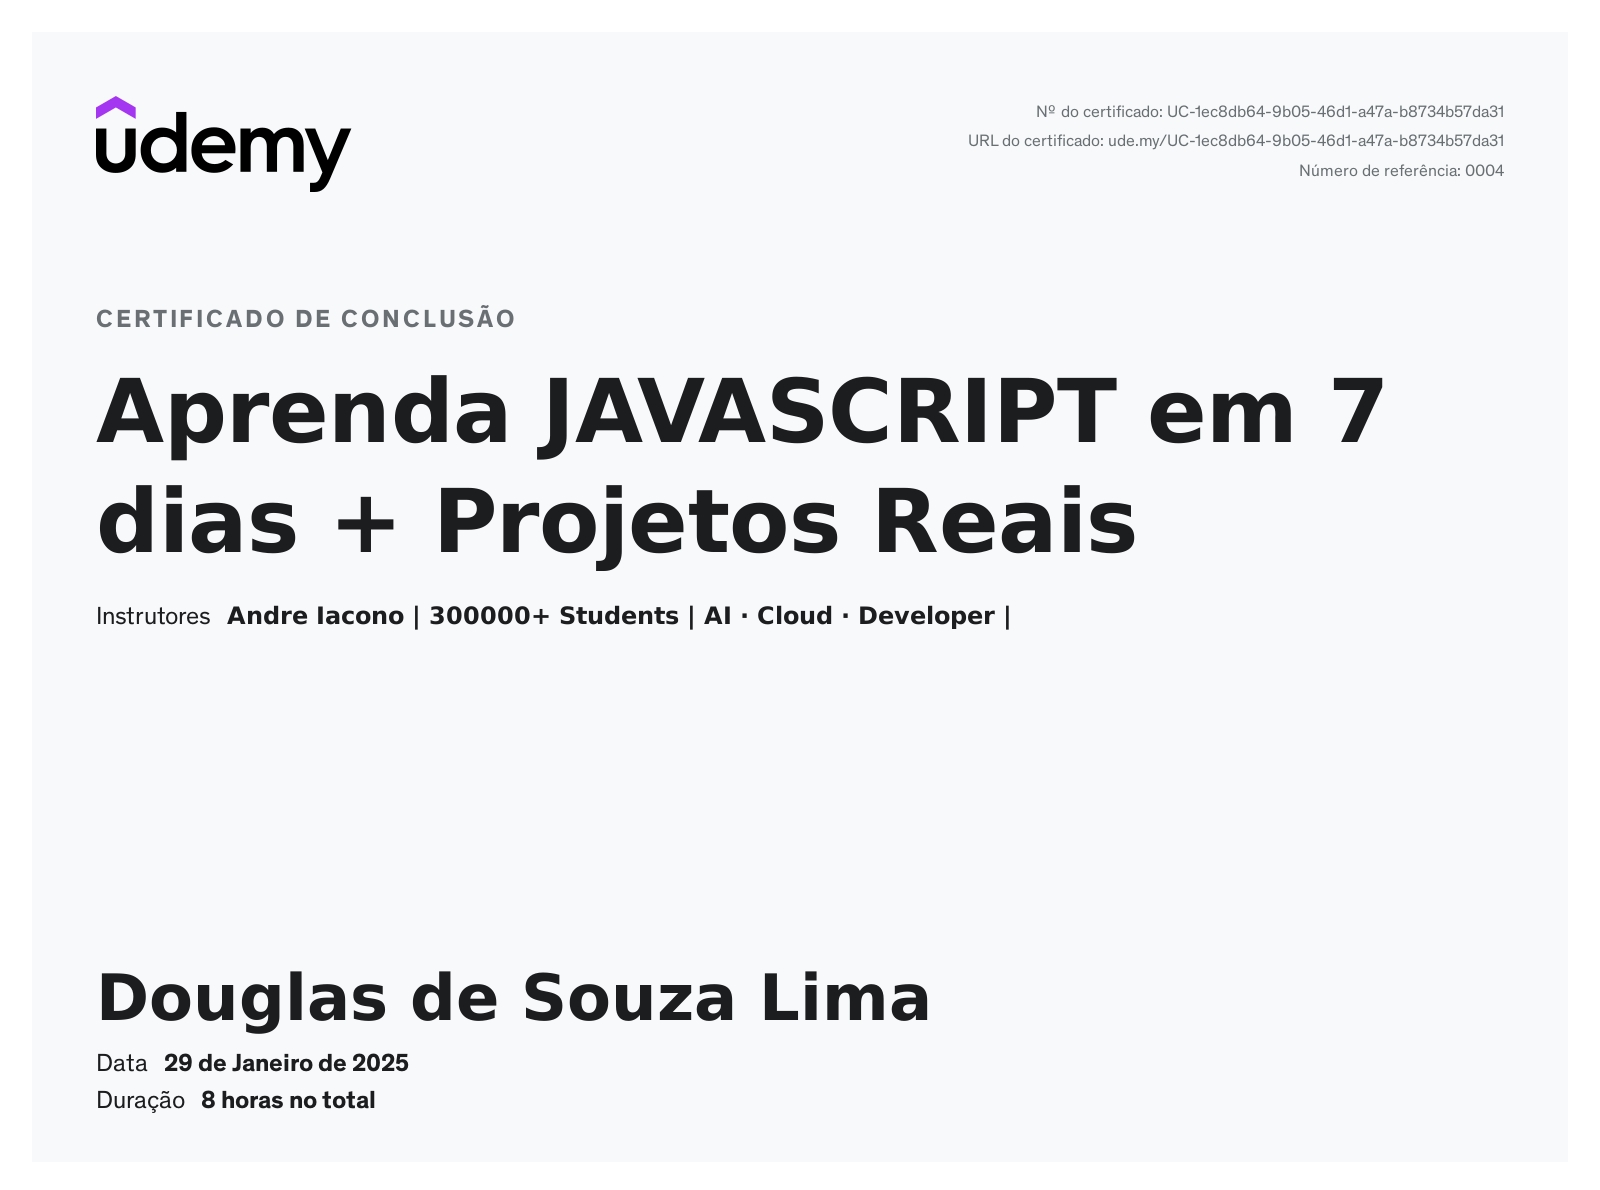 udemy
Nº do certificado: UC-1ec8db64-9b05-46d1-a47a-b8734b57da31
URL do certificado: ude.my/UC-1ec8db64-9b05-46d1-a47a-b8734b57da31
Número de referência: 0004
CERTIFICADO DE CONCLUSÃO
Aprenda JAVASCRIPT em 7
dias + Projetos Reais
Instrutores Andre Iacono | 300000+ Students | AI · Cloud · Developer |
Douglas de Souza Lima
Data 29 de Janeiro de 2025
Duração 8 horas no total